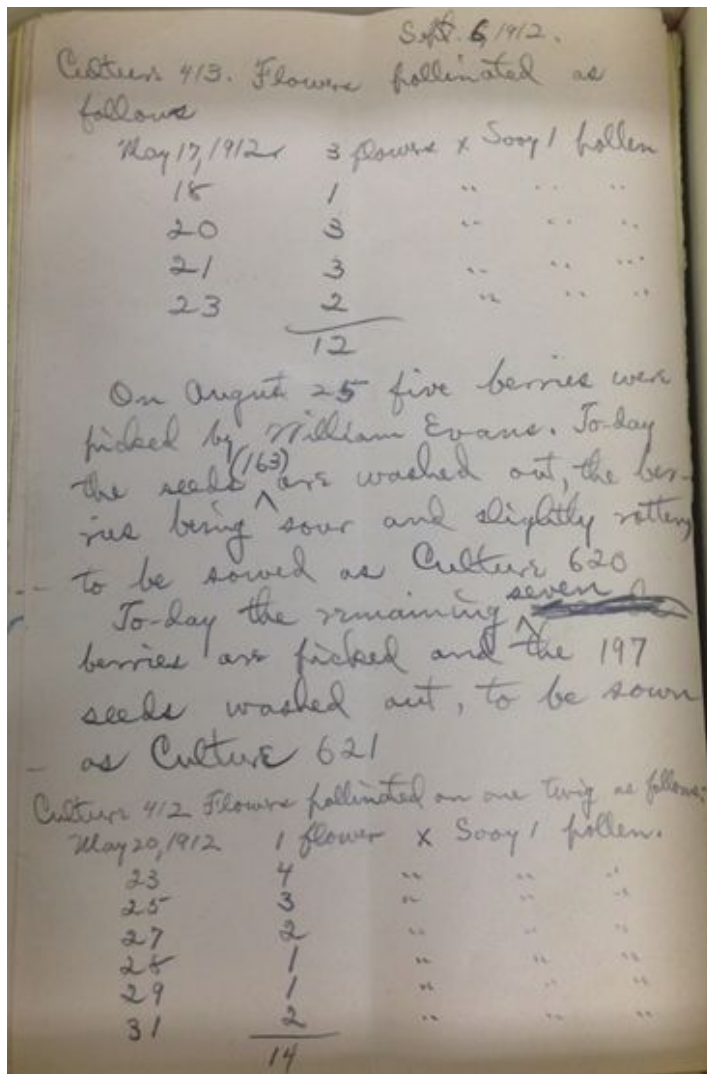 Sept. 6, 1912.
Culture 413. Flowers pollinated as
follows
May 17, 1912 3 flowers x Sooy 1 pollen
18 1 " " "
20 3 " " "
21 3 " " "
23 2 " " "
12
On August 25 five berries were
picked by William Evans. To-day
the seeds (163) are washed out, the ber-
ries being sour and slightly rotten,
to be sowed as Culture 620
To-day the remaining seven
berries are picked and the 197
seeds washed out, to be sown
as Culture 621
Culture 412 Flowers pollinated on one twig as follows:
May 20, 1912 1 flower x Sooy 1 pollen.
23 4 " " "
25 3 " " "
27 2 " " "
28 1 " " "
29 1 " " "
31 2 " " "
14